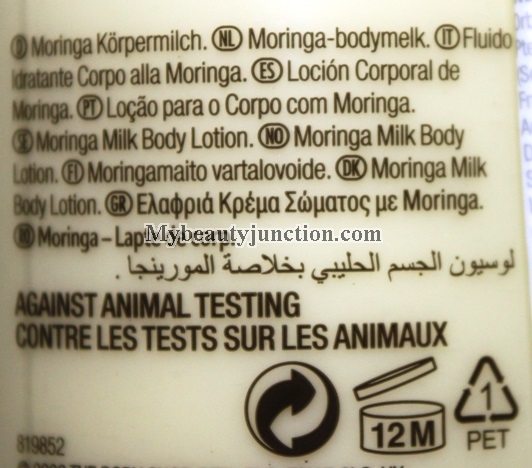 D Moringa Körpermilch. NL Moringa-bodymelk. IT Fluido
Idratante Corpo alla Moringa. ES Loción Corporal de
Moringa. PT Loção para o Corpo com Moringa.
SE Moringa Milk Body Lotion. NO Moringa Milk Body
Lotion. FI Moringamaito vartalovoide. DK Moringa Milk
Body Lotion. GR Ελαφριά Κρέμα Σώματος με Moringa.
RO Moringa – Lapte
Mybeautyjunction.com
لوسيون الجسم الحليبي بخلاصة المورينجا.
AGAINST ANIMAL TESTING
CONTRE LES TESTS SUR LES ANIMAUX
12M
1
PET
819852